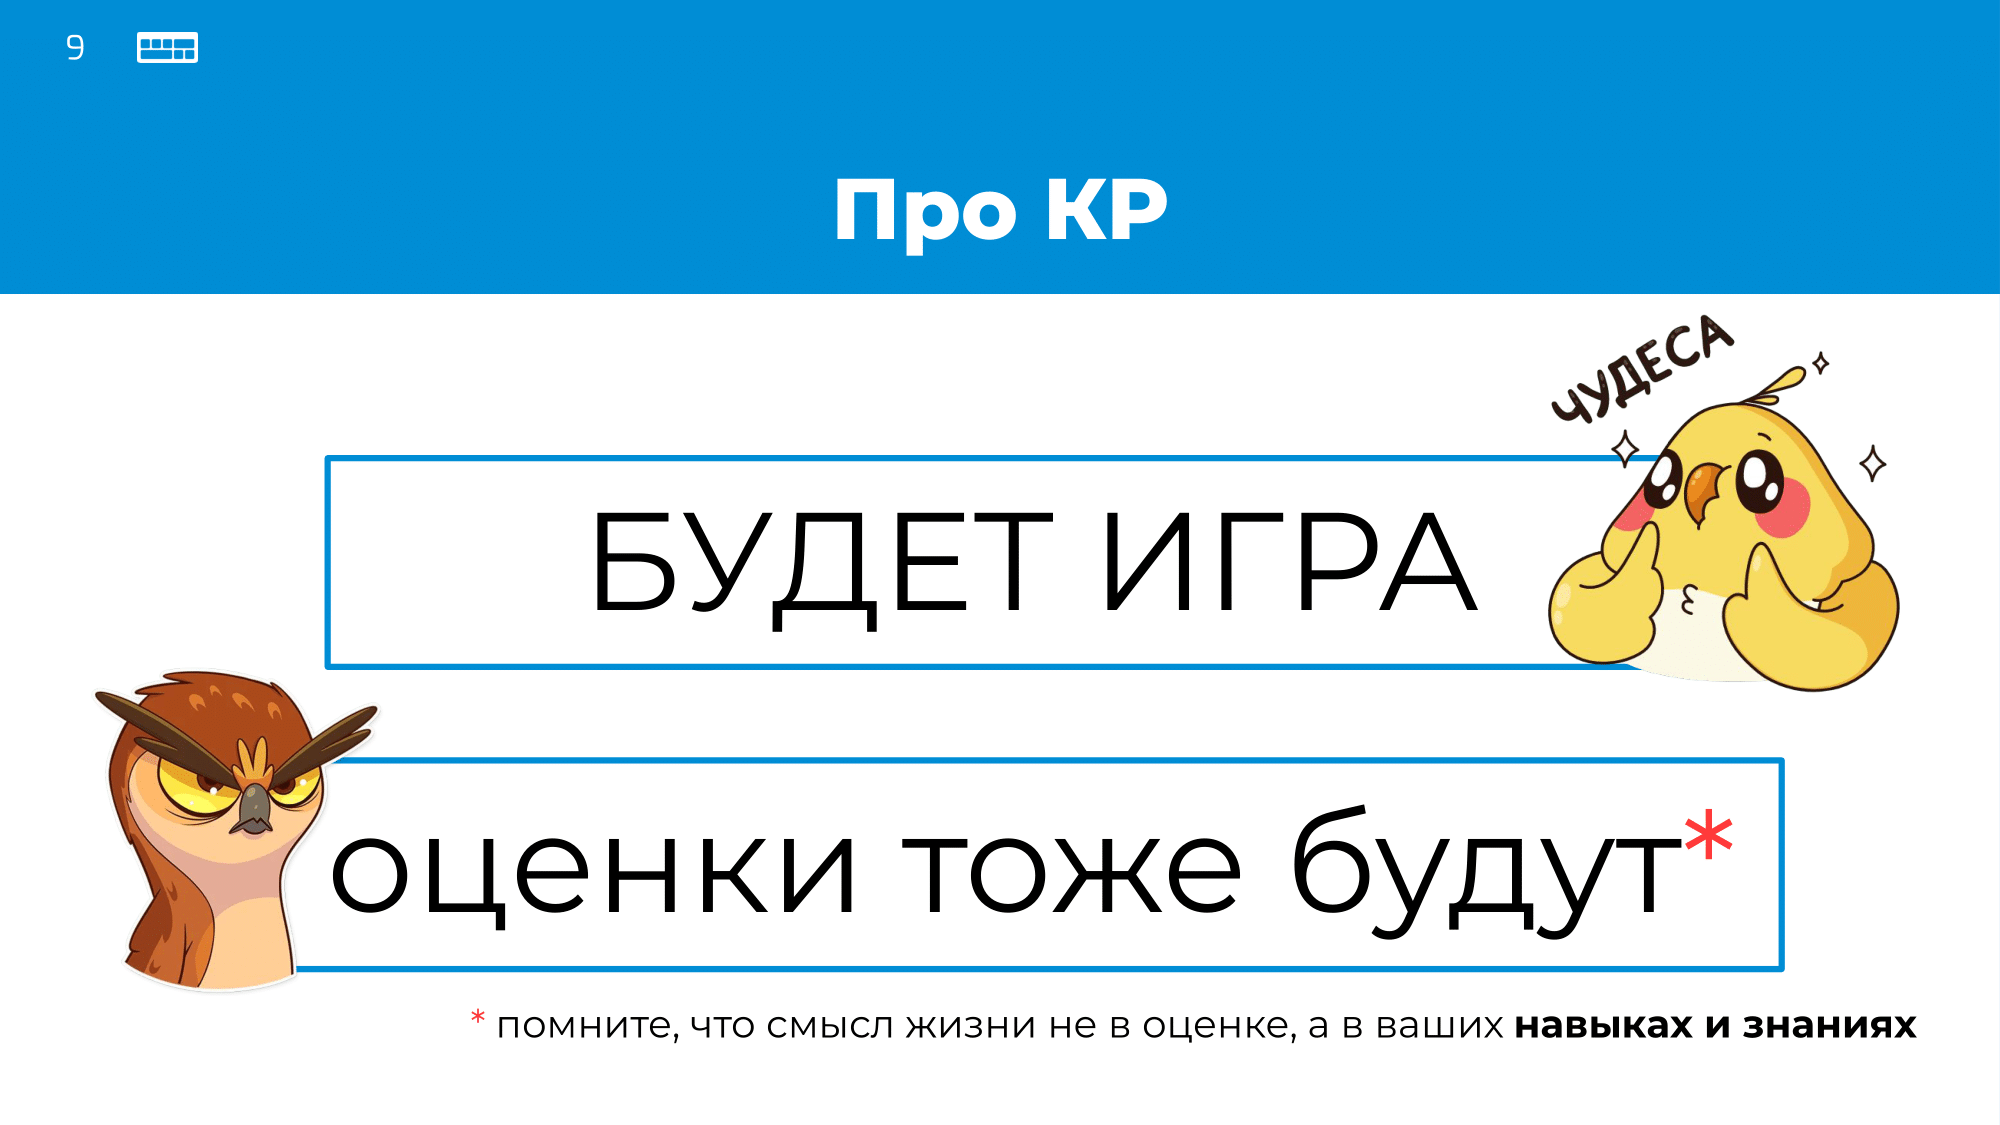 9
Про КР
ЧУДЕСА
БУДЕТ ИГРА
оценки тоже будут*
* помните, что смысл жизни не в оценке, а в ваших навыках и знаниях